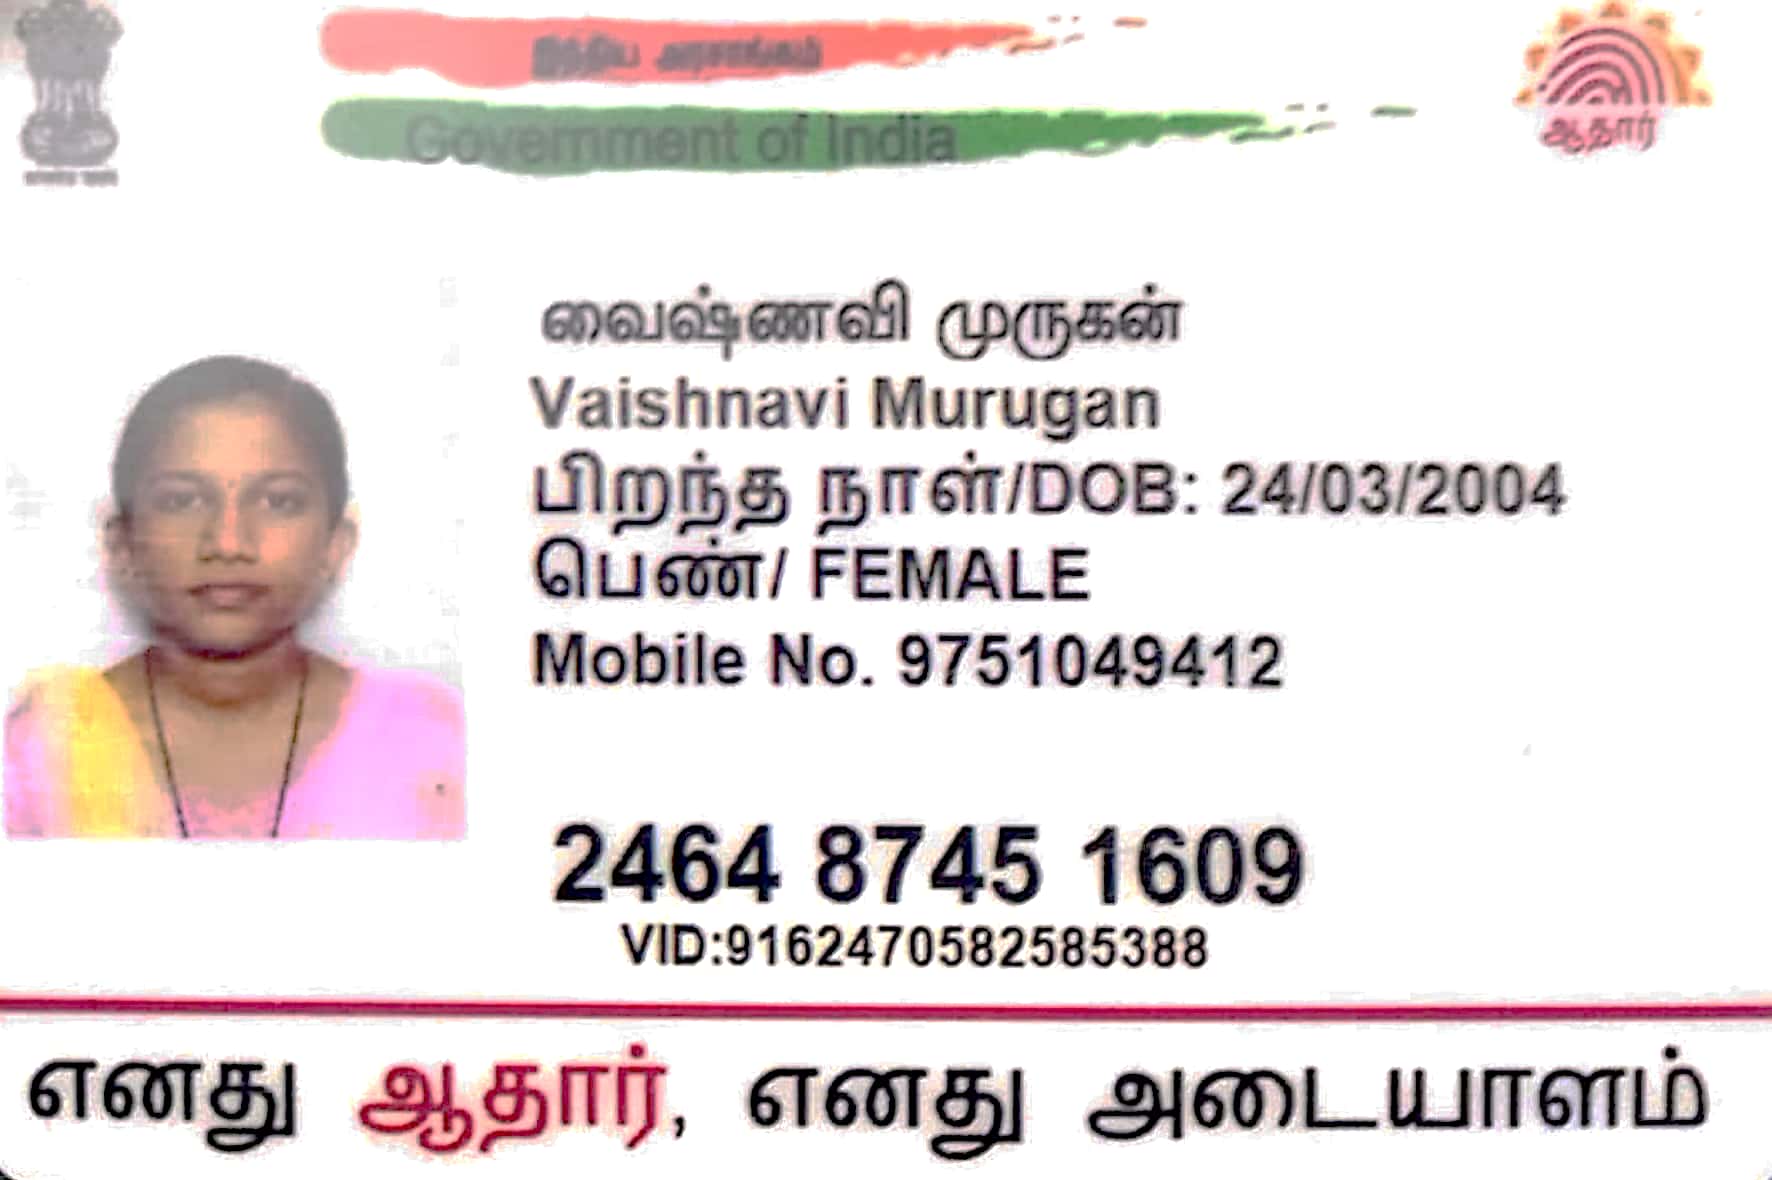 இந்திய அரசாங்கம்
Government of India
ஆதார்
வைஷ்ணவி முருகன்
Vaishnavi Murugan
பிறந்த நாள்/DOB: 24/03/2004
பெண்/ FEMALE
Mobile No. 9751049412
2464 8745 1609
VID:9162470582585388
எனது ஆதார், எனது அடையாளம்